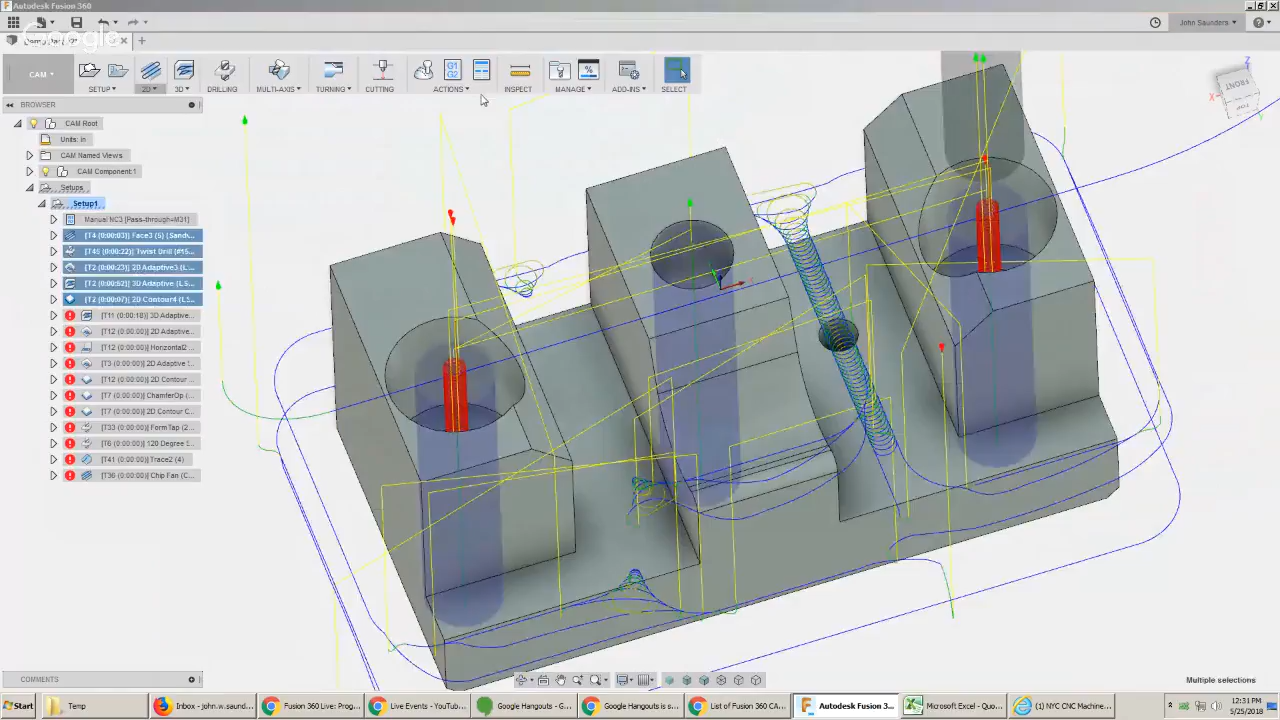 Autodesk Fusion 360
John Saunders
Google
CAM
SETUP
2D
3D
DRILLING
MULTI-AXIS
TURNING
CUTTING
G1
G2
ACTIONS
INSPECT
MANAGE
ADD-INS
SELECT
BROWSER
CAM Root
Units: in
CAM Named Views
CAM Component:1
Setups
Setup1
Manual NC3 [Pass-through=M31]
[T4 (0:00:03)] Face3 (5) (Sands
[T45 (0:00:22)] Twist Drill (#15...
[T2 (0:00:23)] 2D Adaptive3 (L...
[T2 (0:00:52)] 3D Adaptive (LS...
[T2 (0:00:07)] 2D Contour4 (LS...
[T11 (0:00:18)] 3D Adaptive...
[T12 (0:00:00)] 2D Adaptive...
[T12 (0:00:00)] Horizontal2 ...
[T3 (0:00:00)] 2D Adaptive ...
[T12 (0:00:00)] 2D Contour ...
[T7 (0:00:00)] ChamferOp (...
[T7 (0:00:00)] 2D Contour C...
[T33 (0:00:00)] FormTap (2...
[T6 (0:00:00)] 120 Degree S...
[T41 (0:00:00)] Trace2 (4)
[T36 (0:00:00)] Chip Fan (C...
FRONT
Z
X
Y
COMMENTS
Multiple selections
Start
Temp
Inbox - john.w.saund...
Fusion 360 Live: Prog...
Live Events - YouTub...
Google Hangouts - G...
Google Hangouts is s...
List of Fusion 360 CA...
Autodesk Fusion 3...
Microsoft Excel - Quo...
(1) NYC CNC Machine...
12:31 PM
5/25/2018